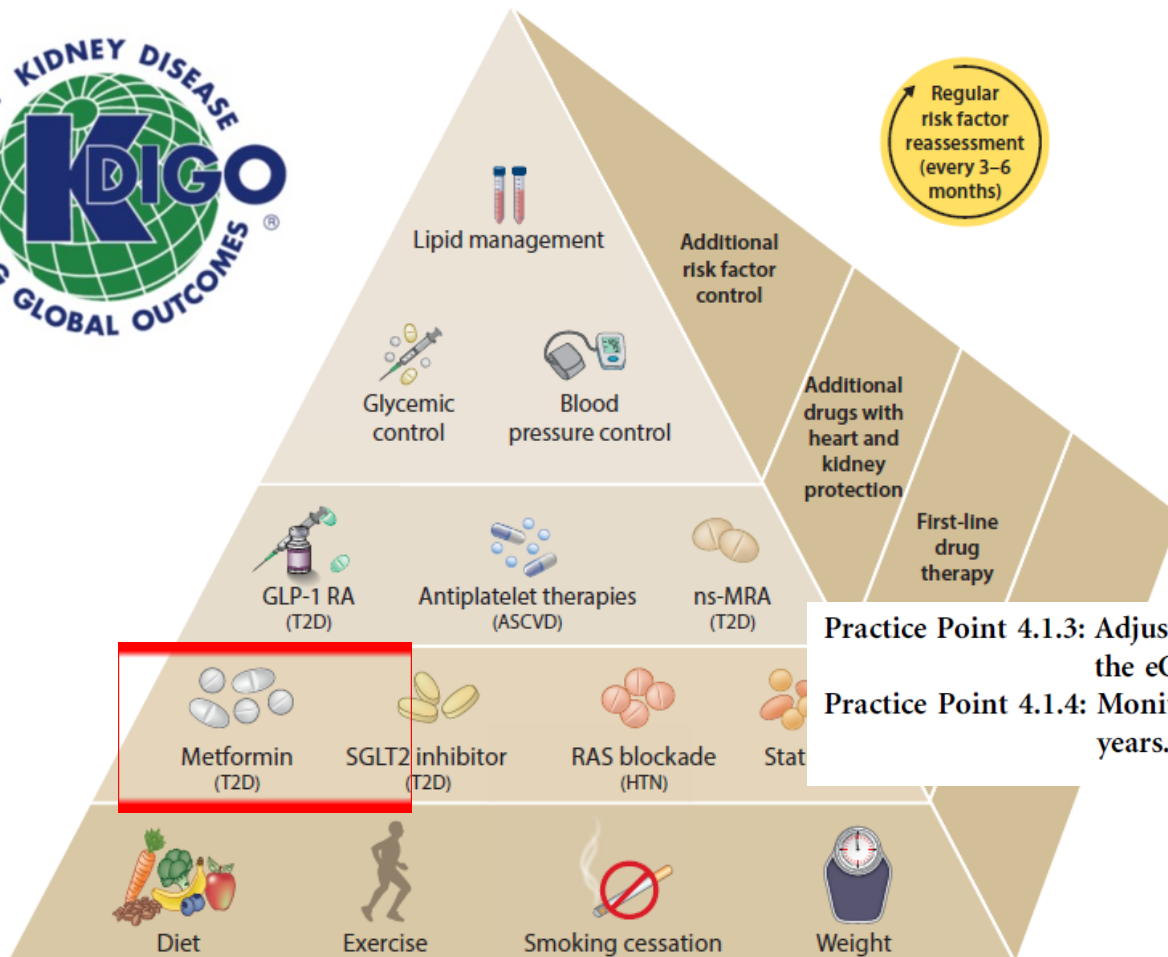 KIDNEY DISEASE
KDIGO
GLOBAL OUTCOMES
®
Regular
risk factor
reassessment
(every 3–6
months)
Lipid management
Additional
risk factor
control
Glycemic
control
Blood
pressure control
Additional
drugs with
heart and
kidney
protection
First-line
drug
therapy
GLP-1 RA
(T2D)
Antiplatelet therapies
(ASCVD)
ns-MRA
(T2D)
Practice Point 4.1.3: Adjus
the eG
Practice Point 4.1.4: Monit
years.
Metformin
(T2D)
SGLT2 inhibitor
(T2D)
RAS blockade
(HTN)
Stat
Diet
Exercise
Smoking cessation
Weight